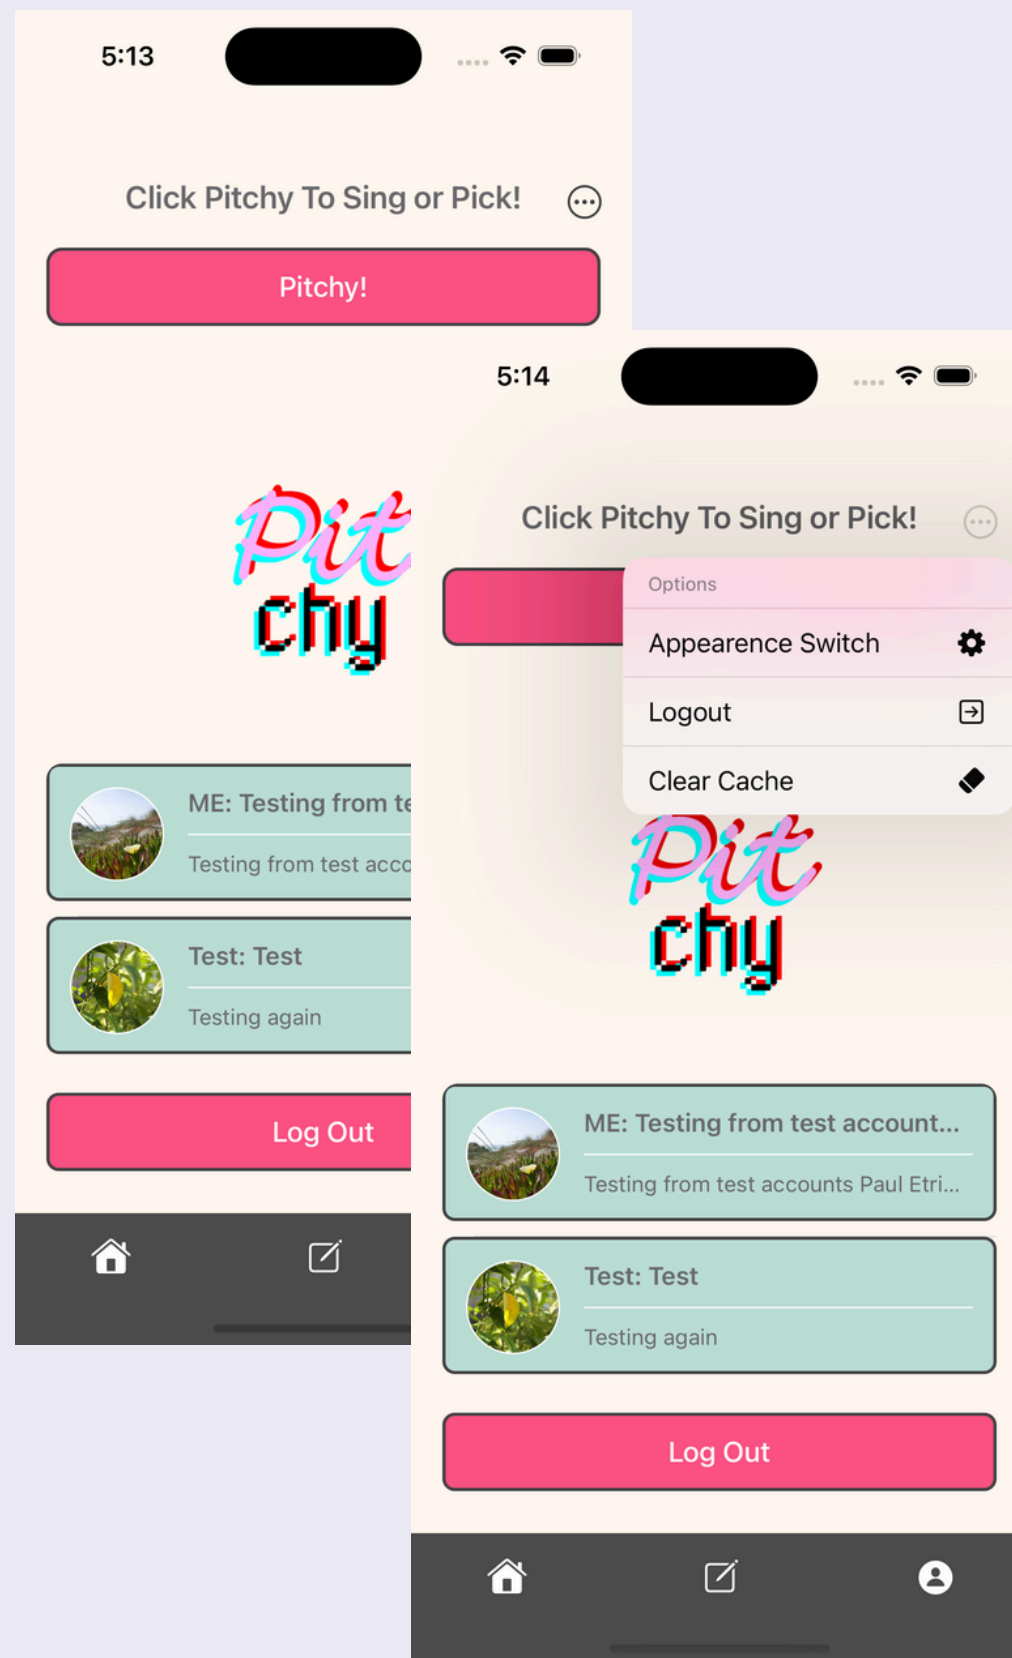 5:13
Click Pitchy To Sing or Pick!
Pitchy!
Pit
chy
ME: Testing from te
Testing from test acco
Test: Test
Testing again
Log Out
5:14
Click Pitchy To Sing or Pick!
Options
Appearence Switch
Logout
Clear Cache
Pit
chy
ME: Testing from test account...
Testing from test accounts Paul Etri...
Test: Test
Testing again
Log Out